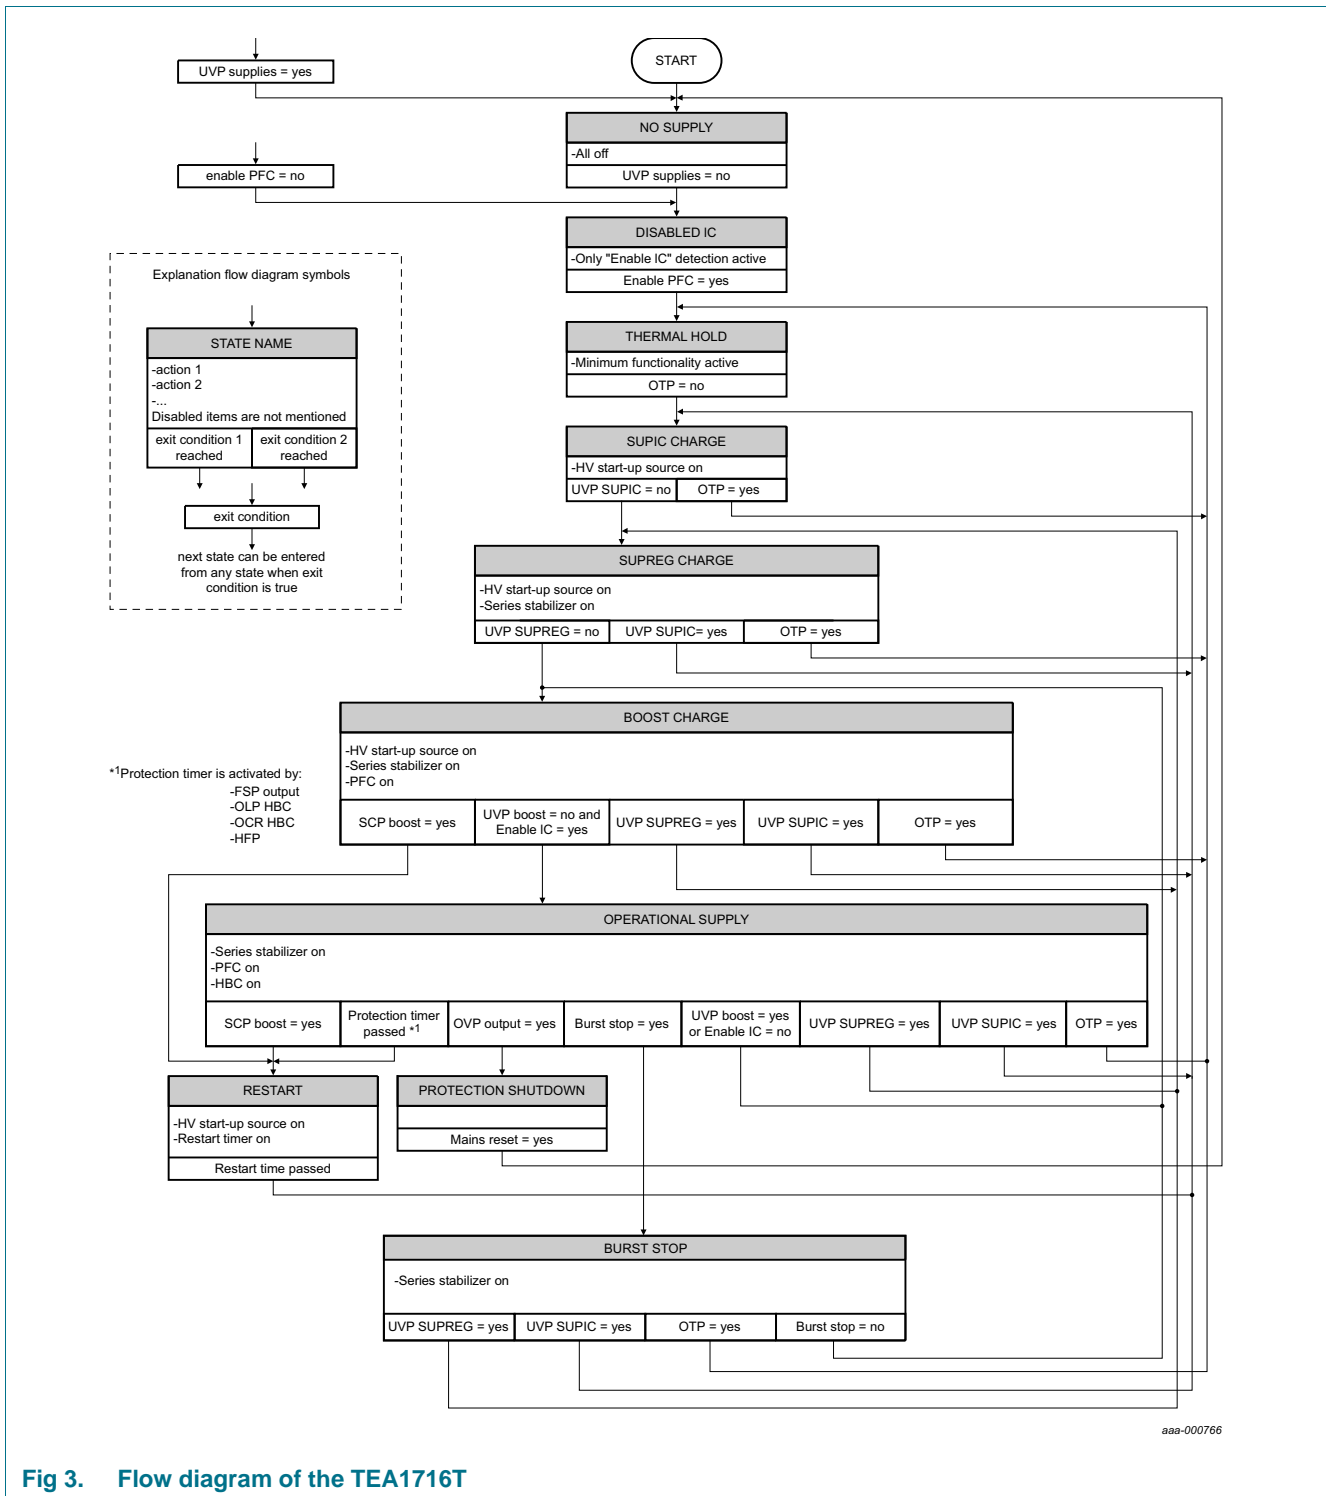 UVP supplies = yes
START
NO SUPPLY
-All off
UVP supplies = no
enable PFC = no
DISABLED IC
-Only "Enable IC" detection active
Enable PFC = yes
Explanation flow diagram symbols
STATE NAME
-action 1
-action 2
-...
Disabled items are not mentioned
exit condition 1
reached
exit condition 2
reached
exit condition
next state can be entered
from any state when exit
condition is true
THERMAL HOLD
-Minimum functionality active
OTP = no
SUPIC CHARGE
-HV start-up source on
UVP SUPIC = no
OTP = yes
SUPREG CHARGE
-HV start-up source on
-Series stabilizer on
UVP SUPREG = no
UVP SUPIC= yes
OTP = yes
BOOST CHARGE
-HV start-up source on
-Series stabilizer on
-PFC on
SCP boost = yes
UVP boost = no and
Enable IC = yes
UVP SUPREG = yes
UVP SUPIC = yes
OTP = yes
*1Protection timer is activated by:
-FSP output
-OLP HBC
-OCR HBC
-HFP
OPERATIONAL SUPPLY
-Series stabilizer on
-PFC on
-HBC on
SCP boost = yes
Protection timer
passed *1
OVP output = yes
Burst stop = yes
UVP boost = yes
or Enable IC = no
UVP SUPREG = yes
UVP SUPIC = yes
OTP = yes
RESTART
-HV start-up source on
-Restart timer on
Restart time passed
PROTECTION SHUTDOWN
Mains reset = yes
BURST STOP
-Series stabilizer on
UVP SUPREG = yes
UVP SUPIC = yes
OTP = yes
Burst stop = no
aaa-000766
Fig 3. Flow diagram of the TEA1716T